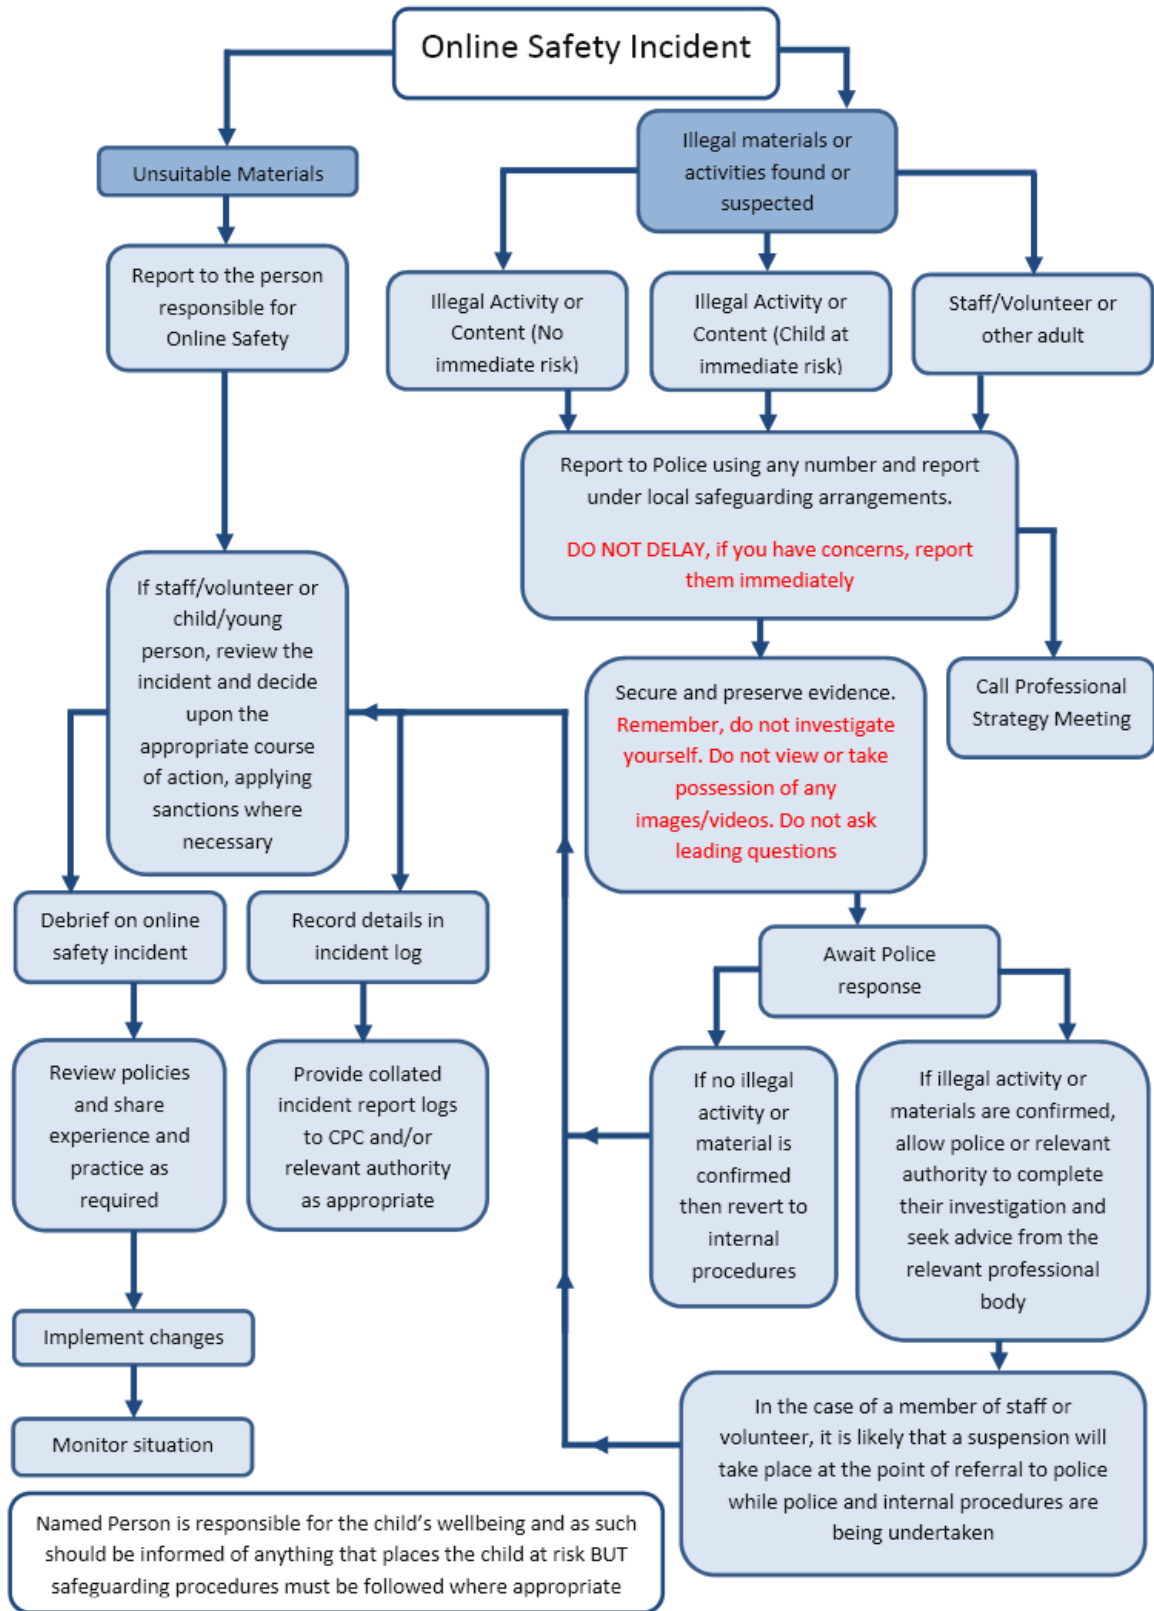 Online Safety Incident
Unsuitable Materials
Illegal materials or
activities found or
suspected
Report to the person
responsible for
Online Safety
Illegal Activity or
Content (No
immediate risk)
Illegal Activity or
Content (Child at
immediate risk)
Staff/Volunteer or
other adult
Report to Police using any number and report
under local safeguarding arrangements.
DO NOT DELAY, if you have concerns, report
them immediately
If staff/volunteer or
child/young
person, review the
incident and decide
upon the
appropriate course
of action, applying
sanctions where
necessary
Secure and preserve evidence.
Remember, do not investigate
yourself. Do not view or take
possession of any
images/videos. Do not ask
leading questions
Call Professional
Strategy Meeting
Debrief on online
safety incident
Record details in
incident log
Await Police
response
Review policies
and share
experience and
practice as
required
Provide collated
incident report logs
to CPC and/or
relevant authority
as appropriate
If no illegal
activity or
material is
confirmed
then revert to
internal
procedures
If illegal activity or
materials are confirmed,
allow police or relevant
authority to complete
their investigation and
seek advice from the
relevant professional
body
Implement changes
Monitor situation
In the case of a member of staff or
volunteer, it is likely that a suspension will
take place at the point of referral to police
while police and internal procedures are
being undertaken
Named Person is responsible for the child's wellbeing and as such
should be informed of anything that places the child at risk BUT
safeguarding procedures must be followed where appropriate